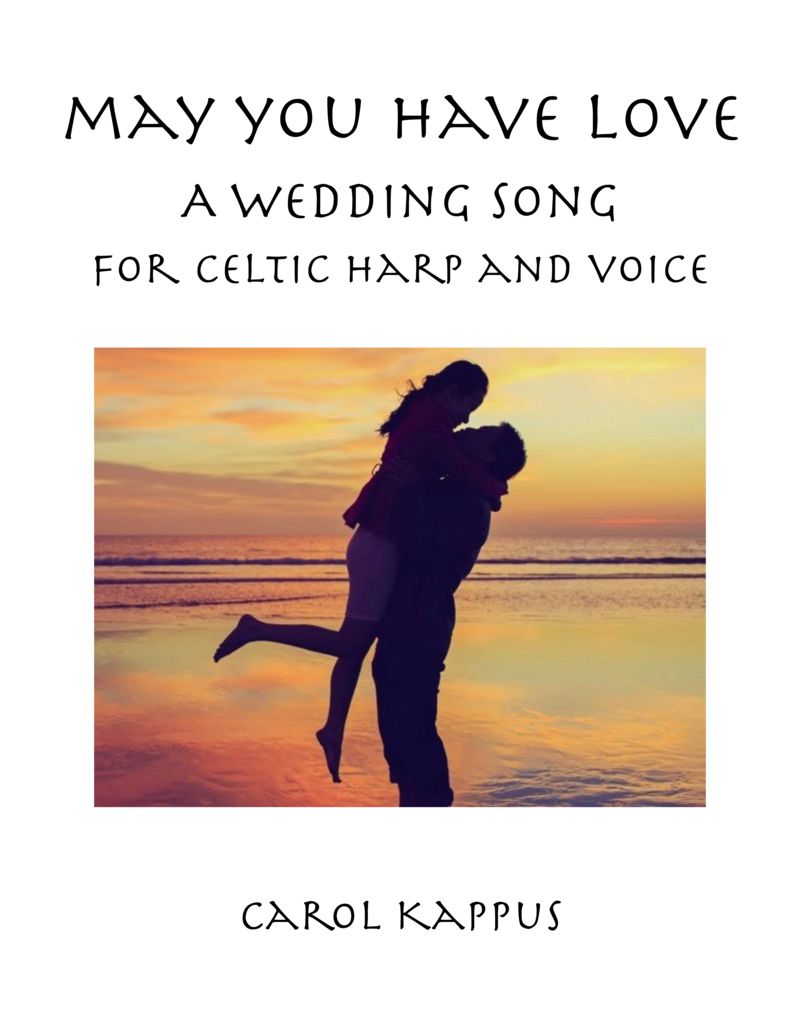 MAY YOU HAVE LOVE
A WEDDING SONG
FOR CELTIC HARP AND VOICE
CAROL KAPPUS